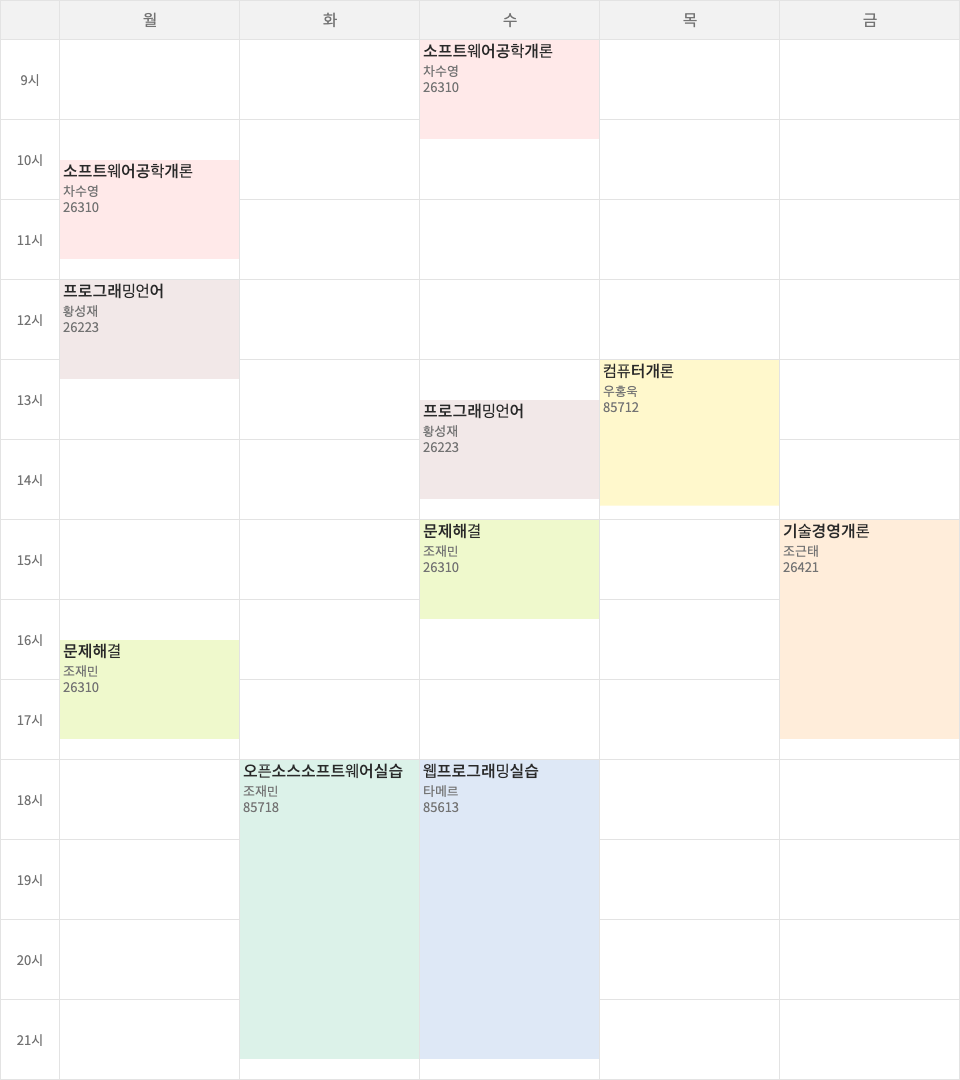 월
화
수
목
금
9시
10시
11시
12시
13시
14시
15시
16시
17시
18시
19시
20시
21시
소프트웨어공학개론
차수영
26310
프로그래밍언어
황성재
26223
문제해결
조재민
26310
오픈소스소프트웨어실습
조재민
85718
소프트웨어공학개론
차수영
26310
프로그래밍언어
황성재
26223
문제해결
조재민
26310
웹프로그래밍실습
타메르
85613
컴퓨터개론
우홍욱
85712
기술경영개론
조근태
26421